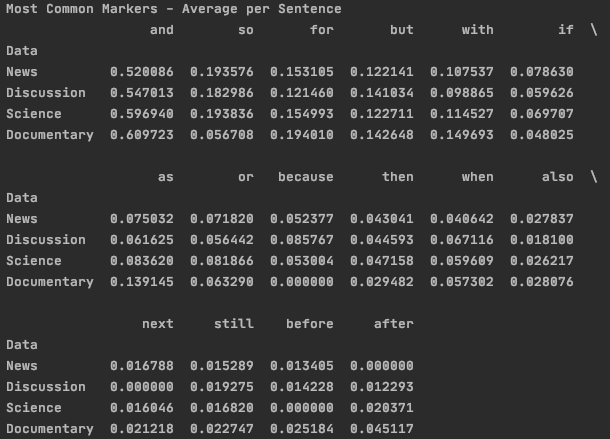 Most Common Markers - Average per Sentence
and so for but with if \
Data
News 0.520086 0.193576 0.153105 0.122141 0.107537 0.078630
Discussion 0.547013 0.182986 0.121460 0.141034 0.098865 0.059626
Science 0.596940 0.193836 0.154993 0.122711 0.114527 0.069707
Documentary 0.609723 0.056708 0.194010 0.142648 0.149693 0.048025
as or because then when also \
Data
News 0.075032 0.071820 0.052377 0.043041 0.040642 0.027837
Discussion 0.061625 0.056442 0.085767 0.044593 0.067116 0.018100
Science 0.083620 0.081866 0.053004 0.047158 0.059609 0.026217
Documentary 0.139145 0.063290 0.000000 0.029482 0.057302 0.028076
next still before after
Data
News 0.016788 0.015289 0.013405 0.000000
Discussion 0.000000 0.019275 0.014228 0.012293
Science 0.016046 0.016820 0.000000 0.020371
Documentary 0.021218 0.022747 0.025184 0.045117